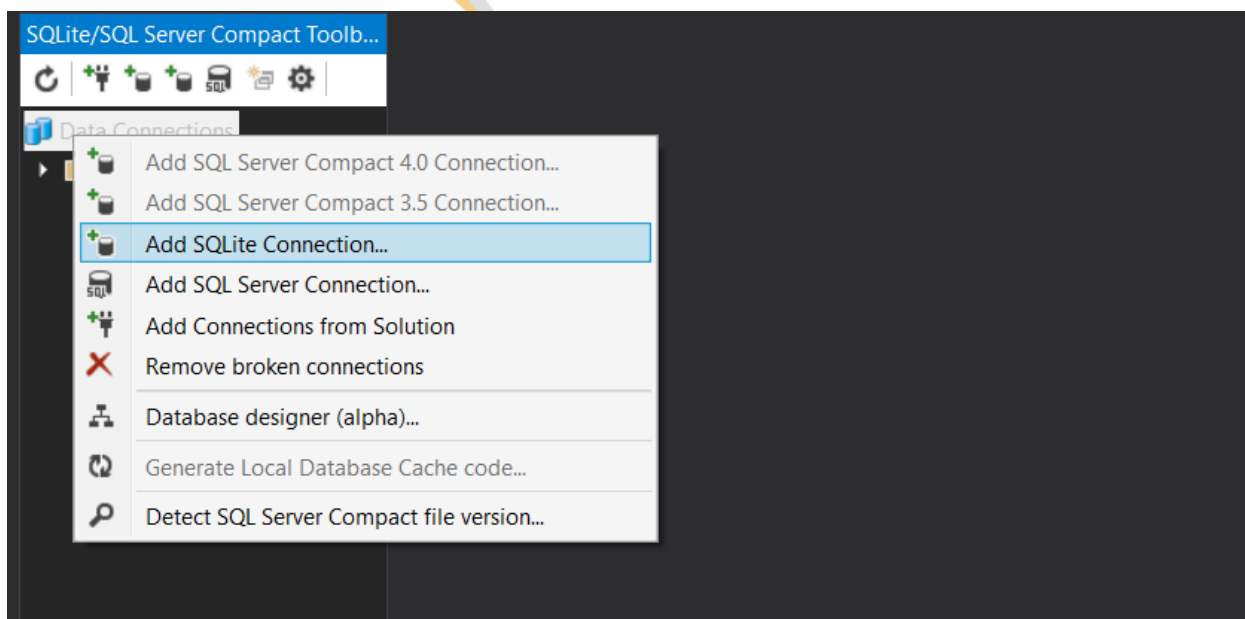 SQLite/SQL Server Compact Toolb...
SQL
Data Connections
Add SQL Server Compact 4.0 Connection...
Add SQL Server Compact 3.5 Connection...
Add SQLite Connection...
SQL
Add SQL Server Connection...
Add Connections from Solution
Remove broken connections
Database designer (alpha)...
Generate Local Database Cache code...
Detect SQL Server Compact file version...